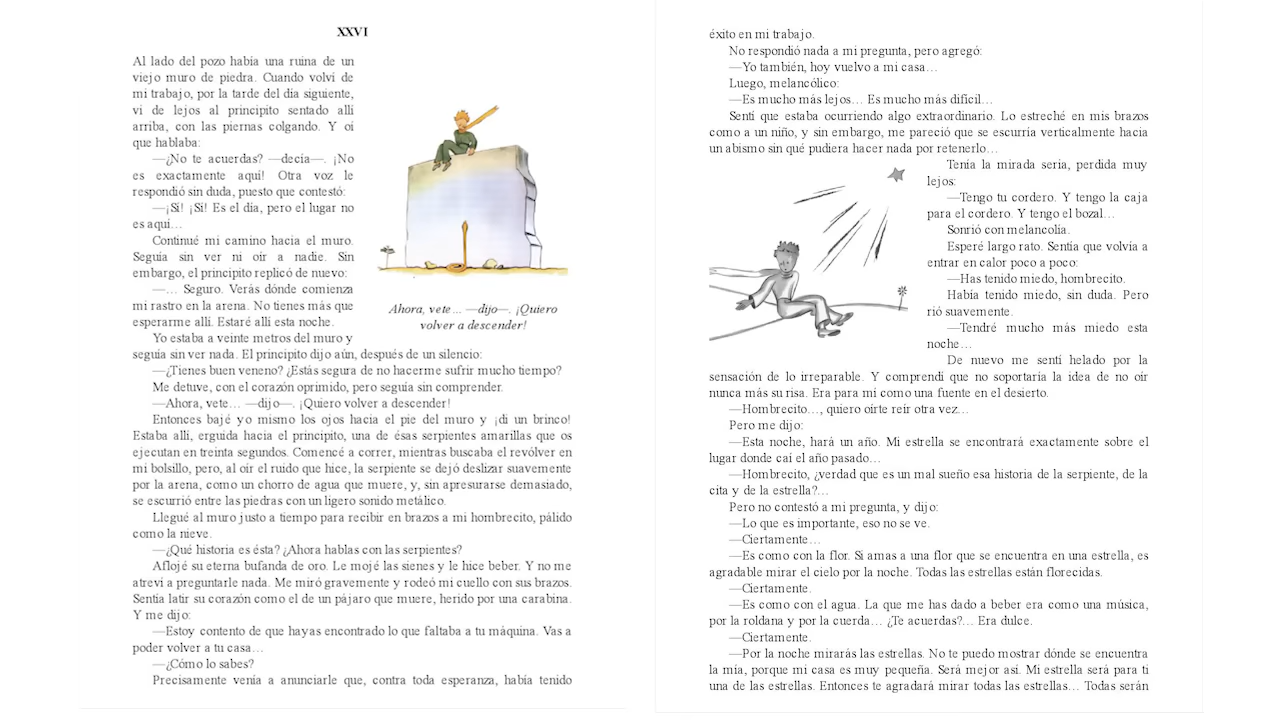 XXVI
Al lado del pozo había una ruina de un
viejo muro de piedra. Cuando volví de
mi trabajo, por la tarde del día siguiente,
vi de lejos al principito sentado allí
arriba, con las piernas colgando. Y oí
que hablaba:
—¿No te acuerdas? —decía—. ¡No
es exactamente aquí! Otra voz le
respondió sin duda, puesto que contestó:
—¡Sí! ¡Sí! Es el día, pero el lugar no
es aquí…
Continué mi camino hacia el muro.
Seguía sin ver ni oír a nadie. Sin
embargo, el principito replicó de nuevo:
—… Seguro. Verás dónde comienza
mi rastro en la arena. No tienes más que
esperarme allí. Estaré allí esta noche.
Yo estaba a veinte metros del muro y
seguía sin ver nada. El principito dijo aún, después de un silencio:
—¿Tienes buen veneno? ¿Estás segura de no hacerme sufrir mucho tiempo?
Me detuve, con el corazón oprimido, pero seguía sin comprender.
—Ahora, vete… —dijo—. ¡Quiero volver a descender!
Entonces bajé yo mismo los ojos hacia el pie del muro y ¡di un brinco!
Estaba allí, erguida hacia el principito, una de ésas serpientes amarillas que os
ejecutan en treinta segundos. Comencé a correr, mientras buscaba el revólver en
mi bolsillo, pero, al oír el ruido que hice, la serpiente se dejó deslizar suavemente
por la arena, como un chorro de agua que muere, y, sin apresurarse demasiado,
se escurrió entre las piedras con un ligero sonido metálico.
Llegué al muro justo a tiempo para recibir en brazos a mi hombrecito, pálido
como la nieve.
—¿Qué historia es ésta? ¿Ahora hablas con las serpientes?
Aflojé su eterna bufanda de oro. Le mojé las sienes y le hice beber. Y no me
atreví a preguntarle nada. Me miró gravemente y rodeó mi cuello con sus brazos.
Sentía latir su corazón como el de un pájaro que muere, herido por una carabina.
Y me dijo:
—Estoy contento de que hayas encontrado lo que faltaba a tu máquina. Vas a
poder volver a tu casa…
—¿Cómo lo sabes?
Precisamente venía a anunciarle que, contra toda esperanza, había tenido
Ahora, vete… —dijo—. ¡Quiero
volver a descender!
éxito en mi trabajo.
No respondió nada a mi pregunta, pero agregó:
—Yo también, hoy vuelvo a mi casa…
Luego, melancólico:
—Es mucho más lejos… Es mucho más difícil…
Sentí que estaba ocurriendo algo extraordinario. Lo estreché en mis brazos
como a un niño, y sin embargo, me pareció que se escurría verticalmente hacia
un abismo sin qué pudiera hacer nada por retenerlo…
Tenía la mirada seria, perdida muy
lejos:
—Tengo tu cordero. Y tengo la caja
para el cordero. Y tengo el bozal…
Sonrió con melancolía.
Esperé largo rato. Sentía que volvía a
entrar en calor poco a poco:
—Has tenido miedo, hombrecito.
Había tenido miedo, sin duda. Pero
rió suavemente.
—Tendré mucho más miedo esta
noche…
De nuevo me sentí helado por la
sensación de lo irreparable. Y comprendí que no soportaría la idea de no oír
nunca más su risa. Era para mí como una fuente en el desierto.
—Hombrecito…, quiero oírte reír otra vez…
Pero me dijo:
—Esta noche, hará un año. Mi estrella se encontrará exactamente sobre el
lugar donde caí el año pasado…
—Hombrecito, ¿verdad que es un mal sueño esa historia de la serpiente, de la
cita y de la estrella?…
Pero no contestó a mi pregunta, y dijo:
—Lo que es importante, eso no se ve.
—Ciertamente…
—Es como con la flor. Si amas a una flor que se encuentra en una estrella, es
agradable mirar el cielo por la noche. Todas las estrellas están florecidas.
—Ciertamente.
—Es como con el agua. La que me has dado a beber era como una música,
por la roldana y por la cuerda… ¿Te acuerdas?… Era dulce.
—Ciertamente.
—Por la noche mirarás las estrellas. No te puedo mostrar dónde se encuentra
la mía, porque mi casa es muy pequeña. Será mejor así. Mi estrella será para ti
una de las estrellas. Entonces te agradará mirar todas las estrellas… Todas serán